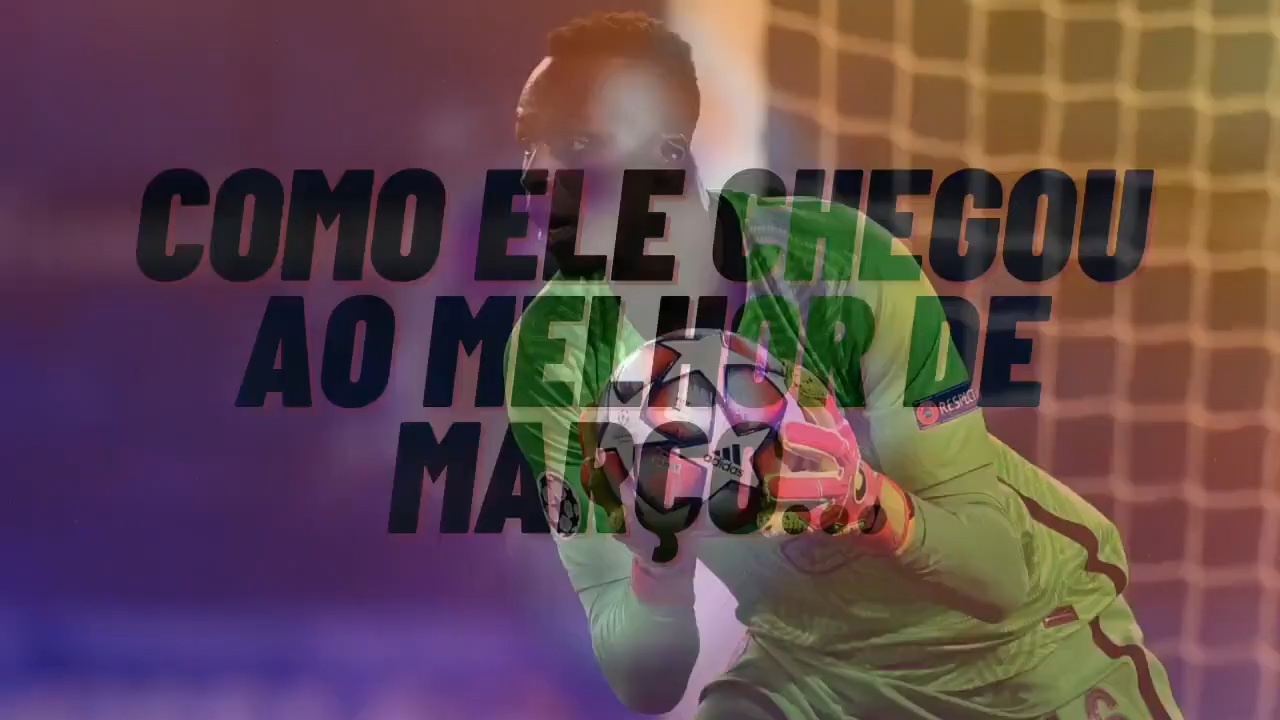 COMO ELE CHEGOU
AO MELHOR DE
MARÇO...
RESPECT
adidas